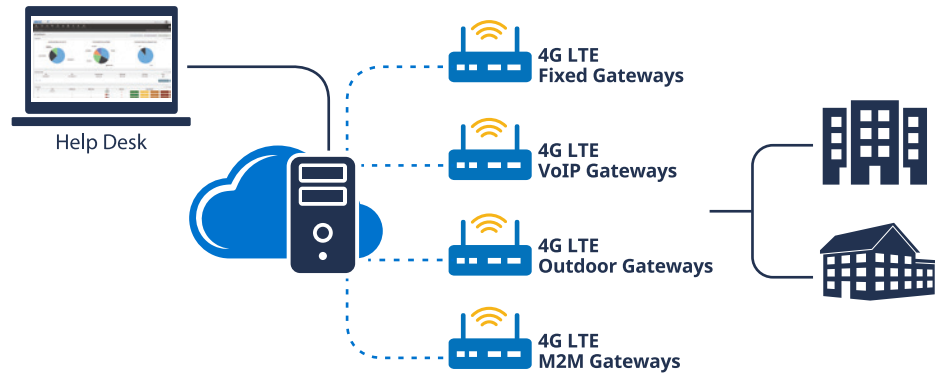 Help Desk
4G LTE
Fixed Gateways
4G LTE
VoIP Gateways
4G LTE
Outdoor Gateways
4G LTE
M2M Gateways